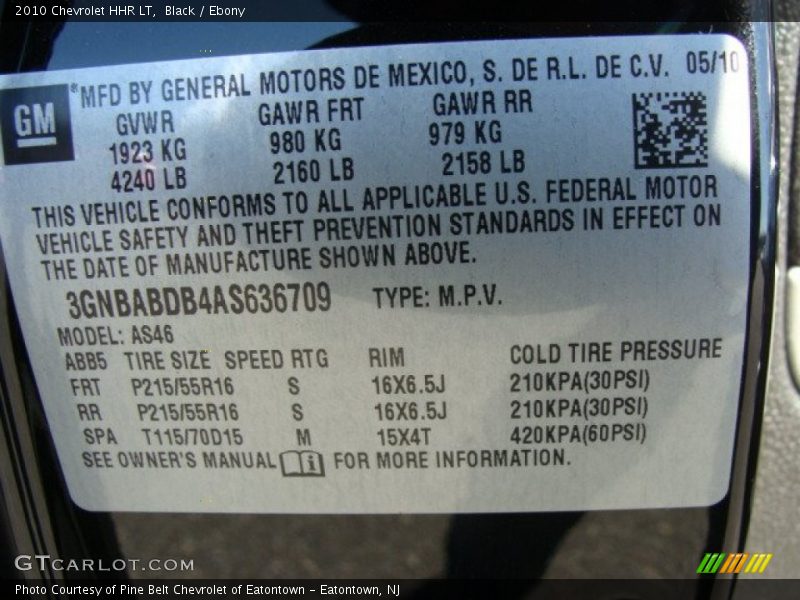 2010 Chevrolet HHR LT,  Black / Ebony
GM
®MFD BY GENERAL MOTORS DE MEXICO, S. DE R.L. DE C.V. 05/10
GVWR GAWR FRT GAWR RR
1923 KG 980 KG 979 KG
4240 LB 2160 LB 2158 LB
THIS VEHICLE CONFORMS TO ALL APPLICABLE U.S. FEDERAL MOTOR
VEHICLE SAFETY AND THEFT PREVENTION STANDARDS IN EFFECT ON
THE DATE OF MANUFACTURE SHOWN ABOVE.
3GNBABDB4AS636709 TYPE: M.P.V.
MODEL: AS46
ABB5 TIRE SIZE SPEED RTG RIM COLD TIRE PRESSURE
FRT P215/55R16 S 16X6.5J 210KPA(30PSI)
RR P215/55R16 S 16X6.5J 210KPA(30PSI)
SPA T115/70D15 M 15X4T 420KPA(60PSI)
SEE OWNER'S MANUAL i FOR MORE INFORMATION.
GTCARLOT.COM
Photo Courtesy of Pine Belt Chevrolet of Eatontown – Eatontown, NJ